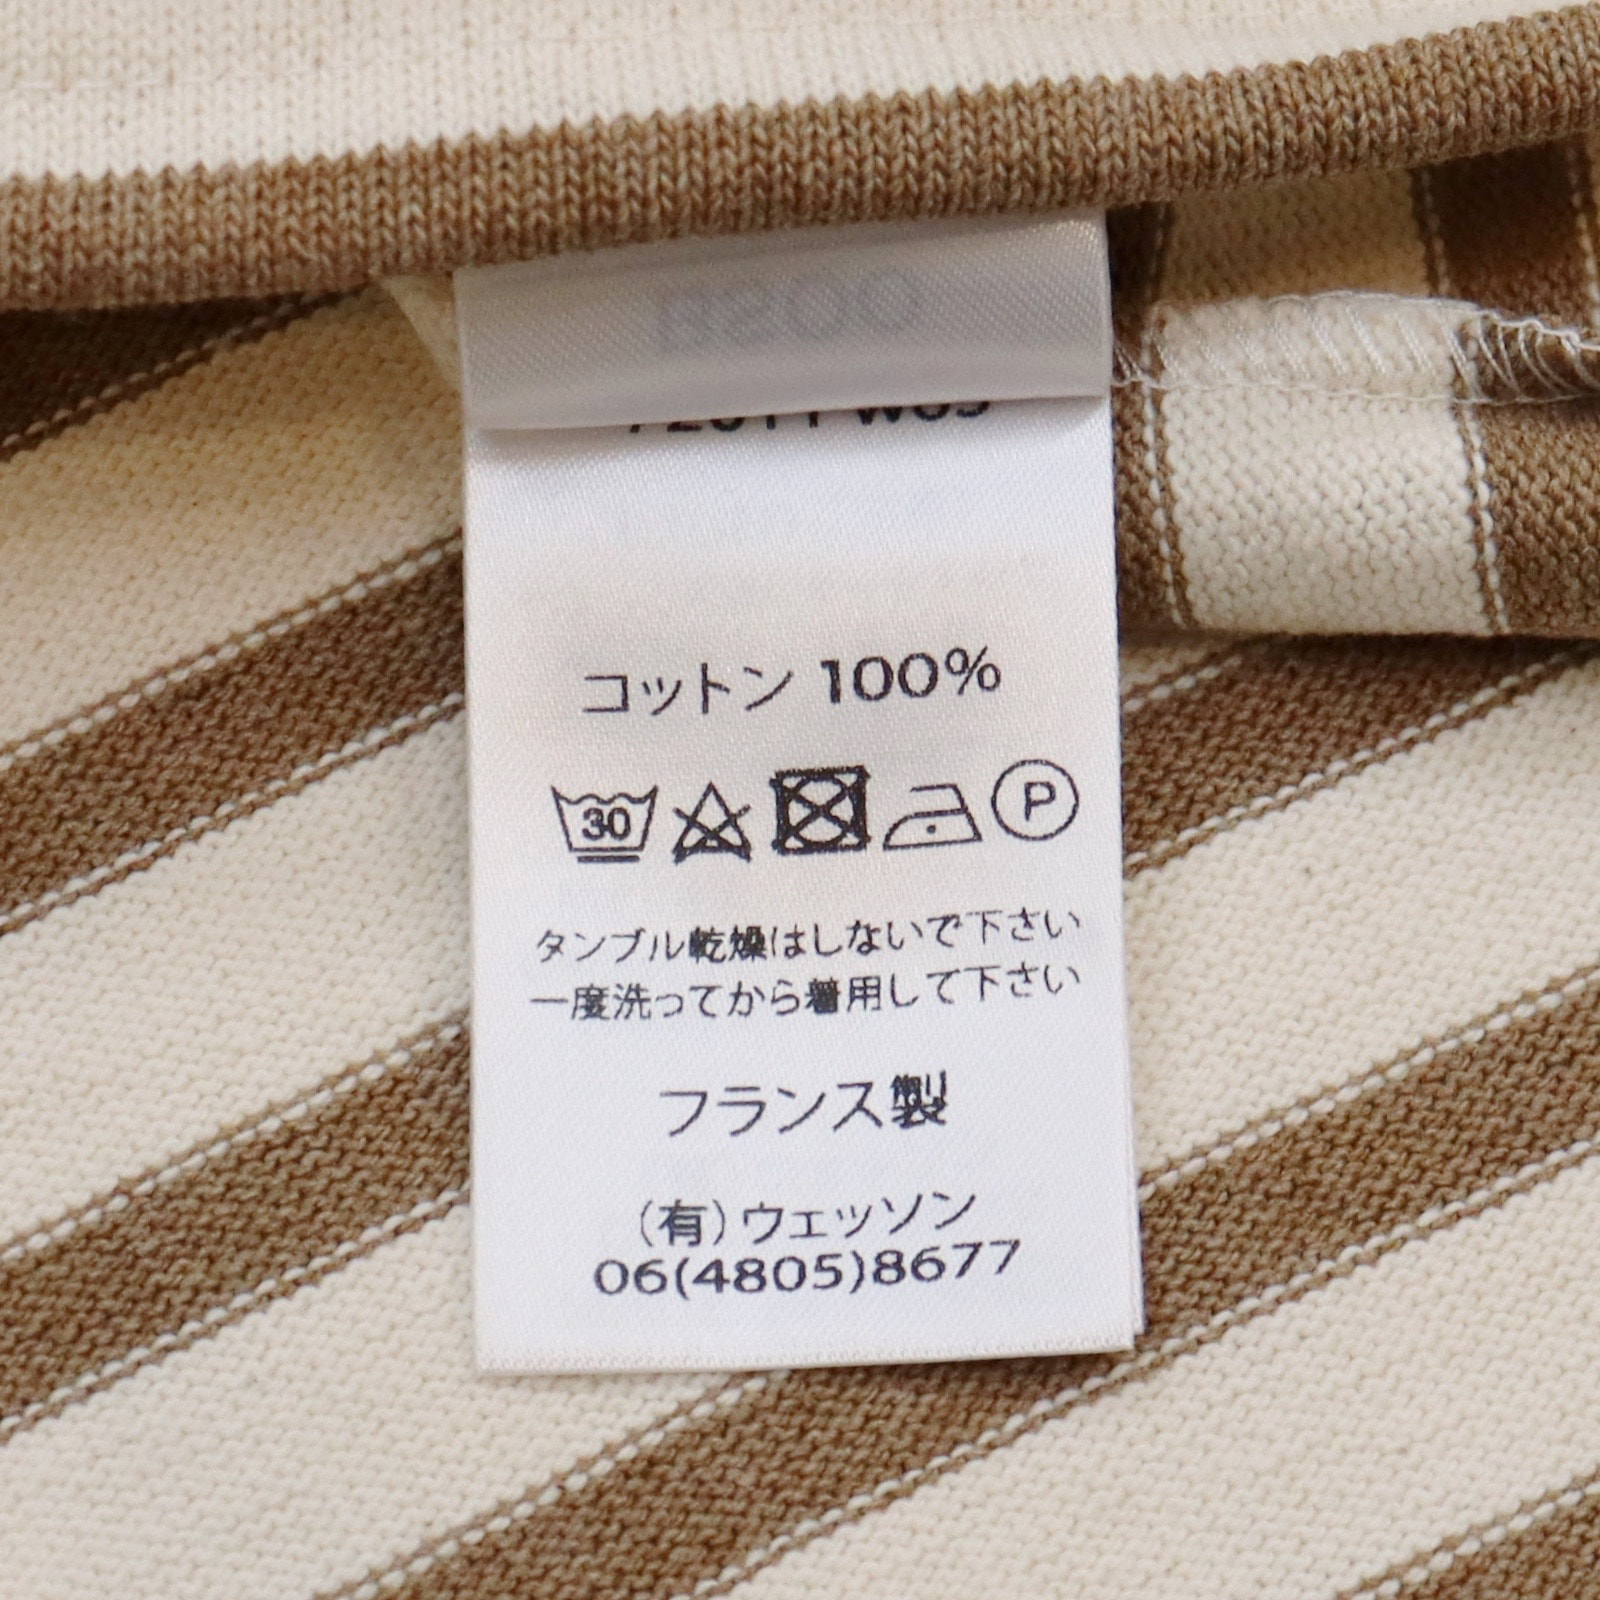 コットン 100%
30 P
タンブル乾燥はしないで下さい
一度洗ってから着用して下さい
フランス製
(有)ウェッソン
06(4805)8677